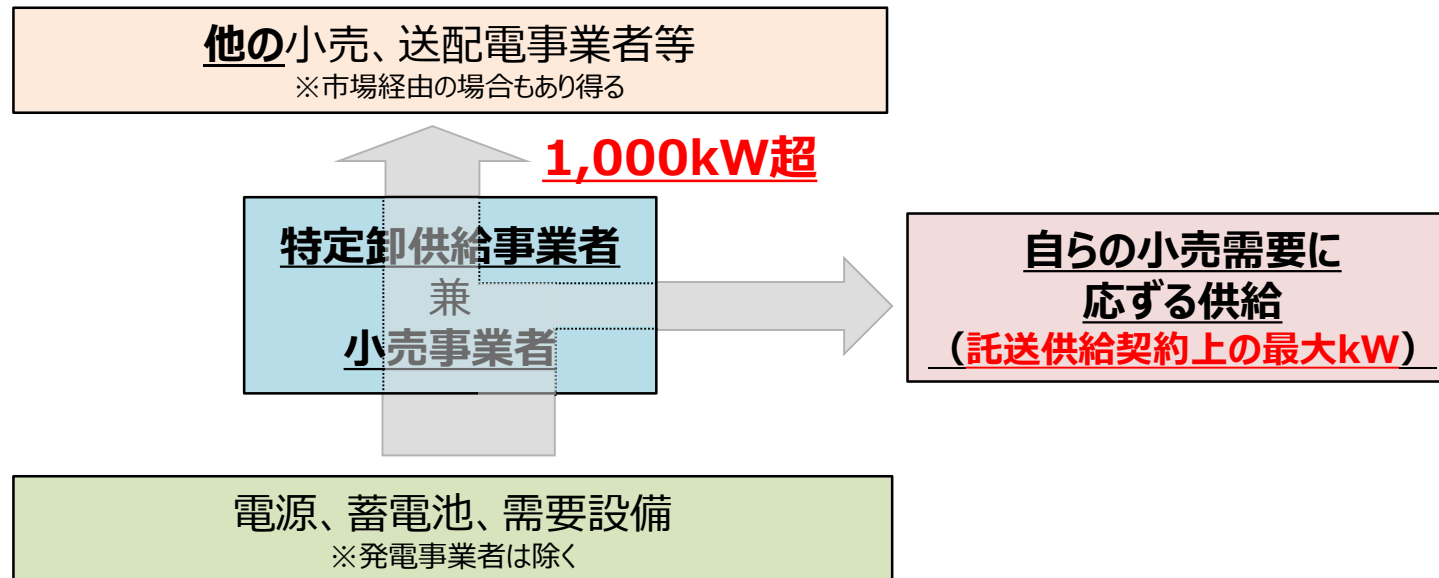 他の小売、送配電事業者等
※市場経由の場合もあり得る
1,000kW超
特定卸供給事業者
兼
小売事業者
自らの小売需要に
応ずる供給
（託送供給契約上の最大kW）
電源、蓄電池、需要設備
※発電事業者は除く